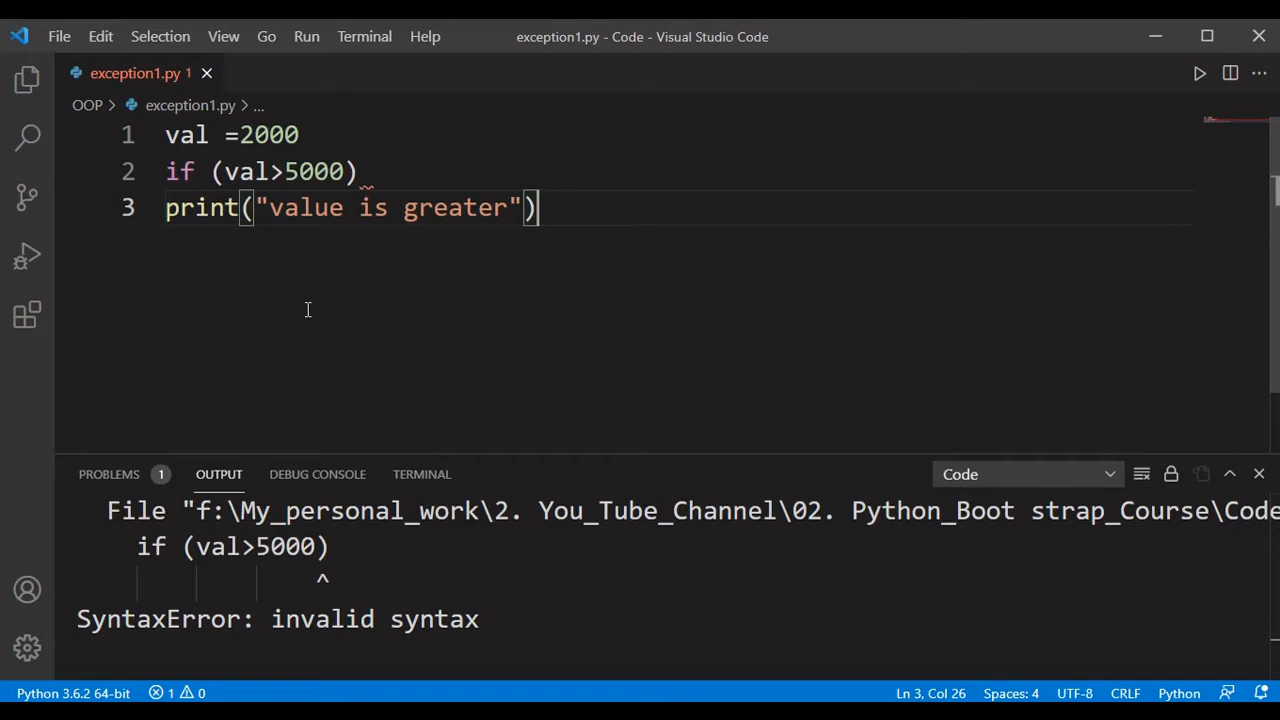 File Edit Selection View Go Run Terminal Help exception1.py - Code - Visual Studio Code
exception1.py 1
OOP > exception1.py > ...
1 val =2000
2 if (val>5000)
3 print("value is greater")
PROBLEMS 1 OUTPUT DEBUG CONSOLE TERMINAL Code
File "f:\My_personal_work\2. You_Tube_Channel\02. Python_Boot strap_Course\Code
if (val>5000)
^
SyntaxError: invalid syntax
Python 3.6.2 64-bit 1 0 Ln 3, Col 26 Spaces: 4 UTF-8 CRLF Python